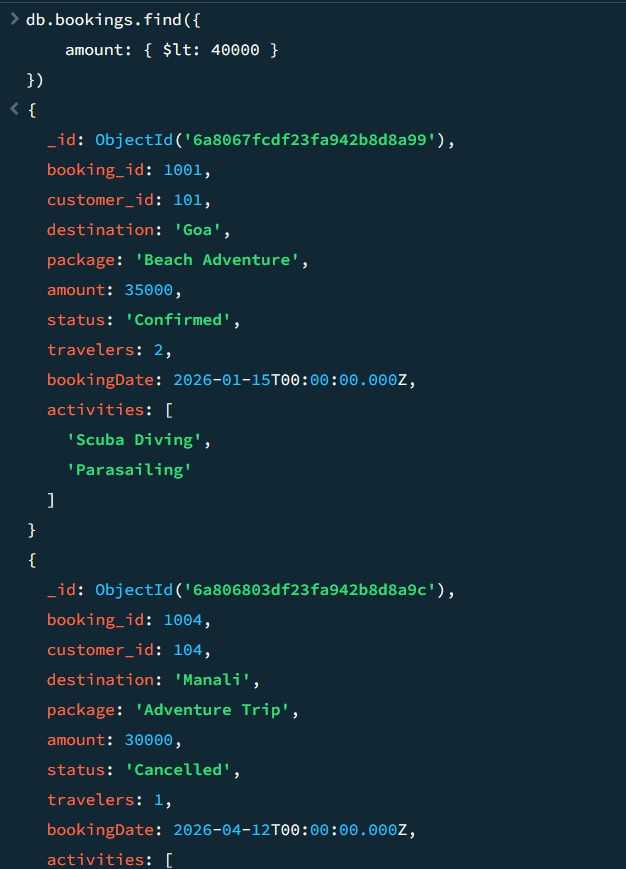 db.bookings.find({
    amount: { $lt: 40000 }
})
{
  _id: ObjectId('6a8067fcdf23fa942b8d8a99'),
  booking_id: 1001,
  customer_id: 101,
  destination: 'Goa',
  package: 'Beach Adventure',
  amount: 35000,
  status: 'Confirmed',
  travelers: 2,
  bookingDate: 2026-01-15T00:00:00.000Z,
  activities: [
    'Scuba Diving',
    'Parasailing'
  ]
}
{
  _id: ObjectId('6a806803df23fa942b8d8a9c'),
  booking_id: 1004,
  customer_id: 104,
  destination: 'Manali',
  package: 'Adventure Trip',
  amount: 30000,
  status: 'Cancelled',
  travelers: 1,
  bookingDate: 2026-04-12T00:00:00.000Z,
  activities: [